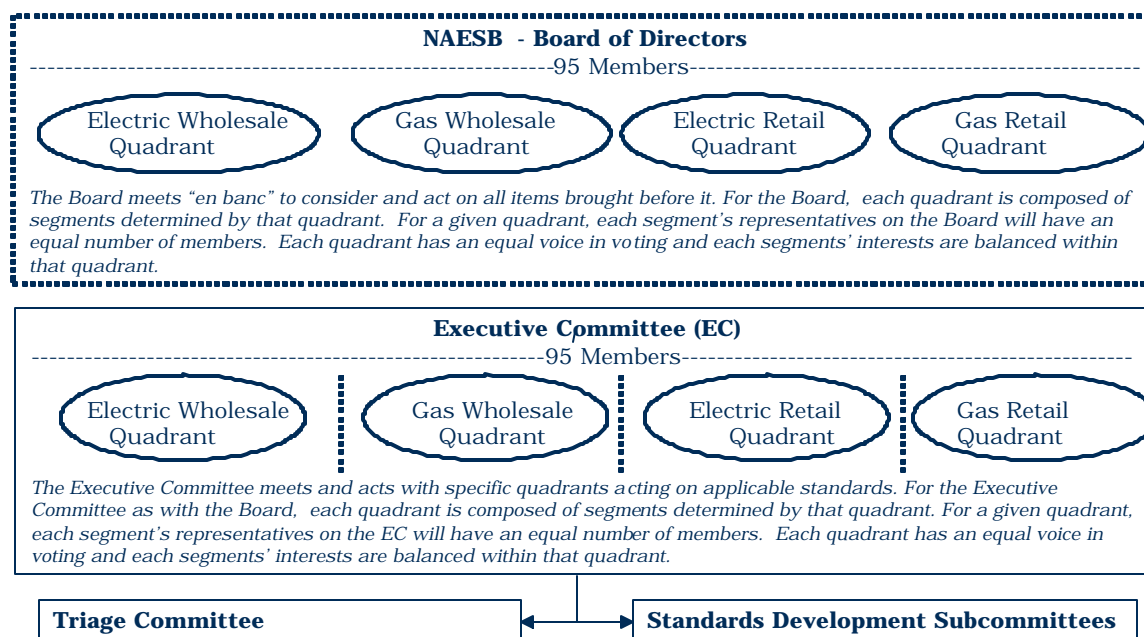 NAESB - Board of Directors
-----------------------------------------------------------95 Members---------------------------------------------------
Electric Wholesale Quadrant
Gas Wholesale Quadrant
Electric Retail Quadrant
Gas Retail Quadrant
The Board meets “en banc” to consider and act on all items brought before it. For the Board, each quadrant is composed of
segments determined by that quadrant. For a given quadrant, each segment’s representatives on the Board will have an
equal number of members. Each quadrant has an equal voice in voting and each segments’ interests are balanced within
that quadrant.
Executive Committee (EC)
----------------------------------------------------------95 Members---------------------------------------------------
Electric Wholesale Quadrant
Gas Wholesale Quadrant
Electric Retail Quadrant
Gas Retail Quadrant
The Executive Committee meets and acts with specific quadrants acting on applicable standards. For the Executive
Committee as with the Board, each quadrant is composed of segments determined by that quadrant. For a given quadrant,
each segment’s representatives on the EC will have an equal number of members. Each quadrant has an equal voice in
voting and each segments’ interests are balanced within that quadrant.
Triage Committee
Standards Development Subcommittees